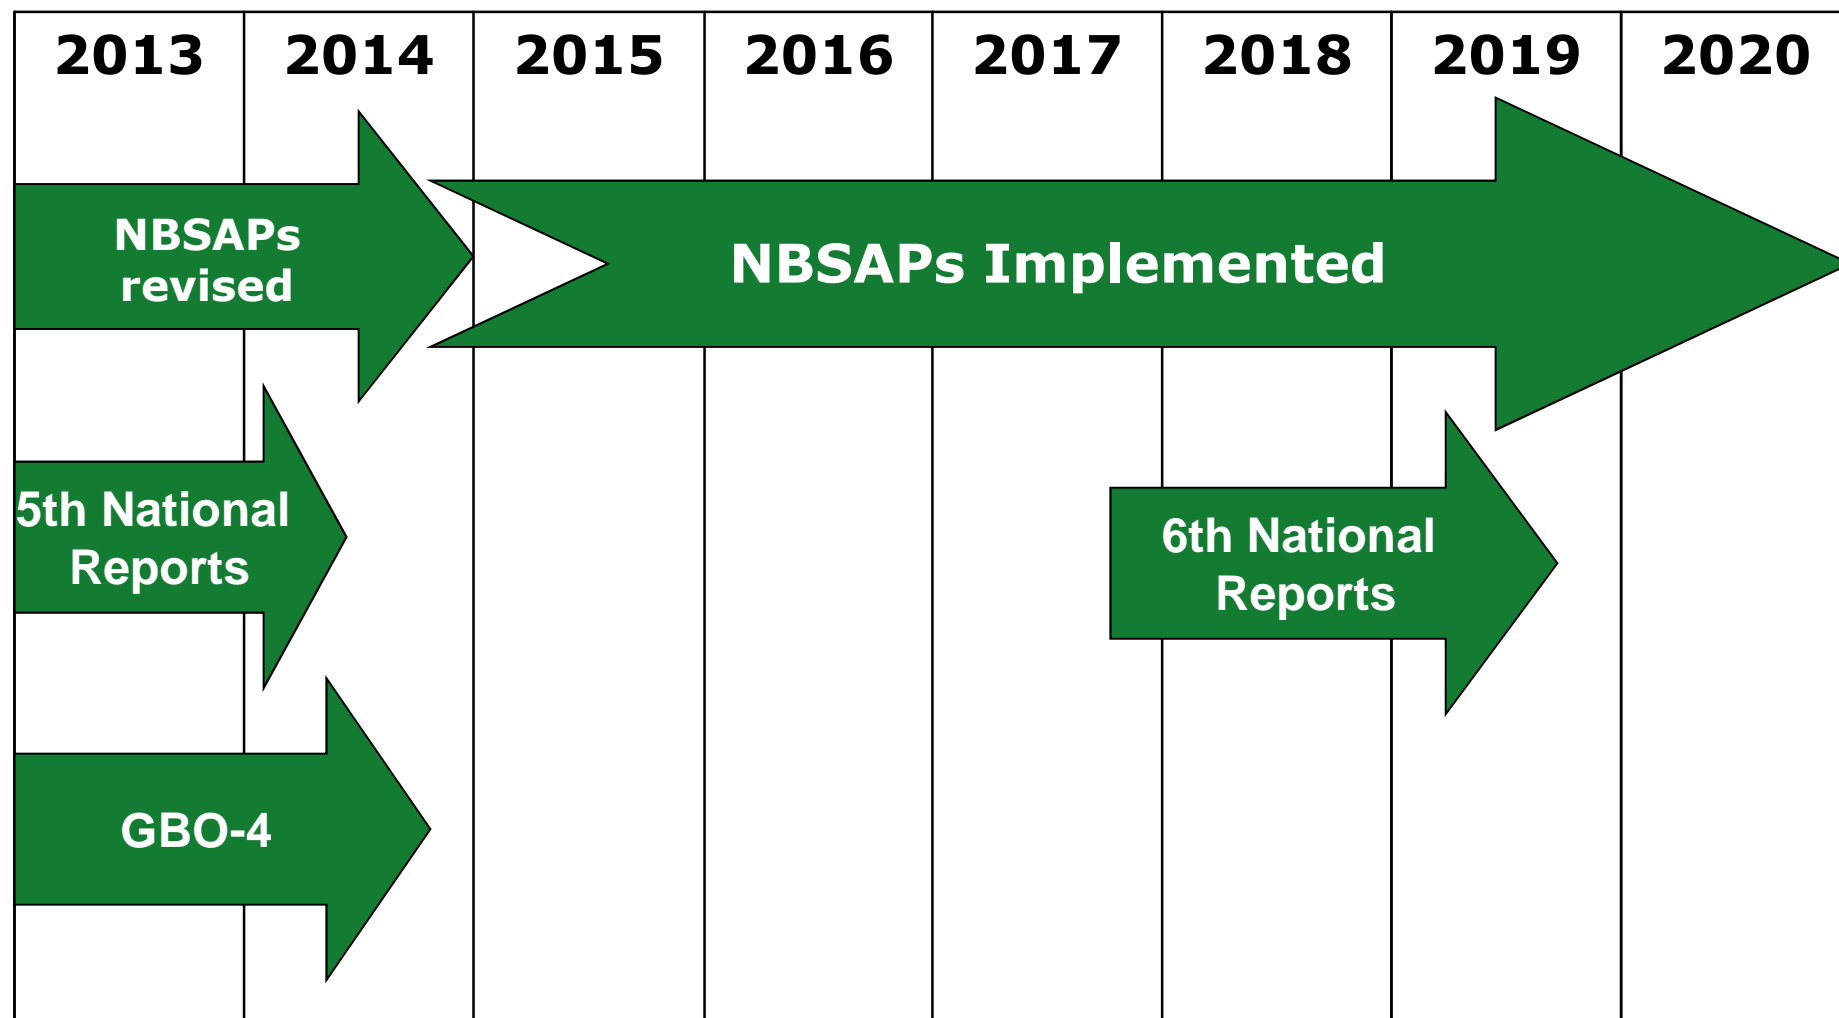 2013 2014 2015 2016 2017 2018 2019 2020
NBSAPs
revised
NBSAPs Implemented
5th National
Reports
6th National
Reports
GBO-4